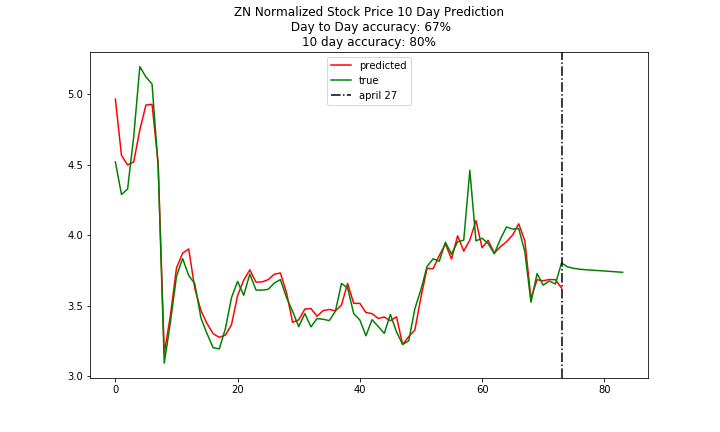 ZN Normalized Stock Price 10 Day Prediction
Day to Day accuracy: 67%
10 day accuracy: 80%
predicted
true
april 27
5.0
4.5
4.0
3.5
3.0
0 20 40 60 80